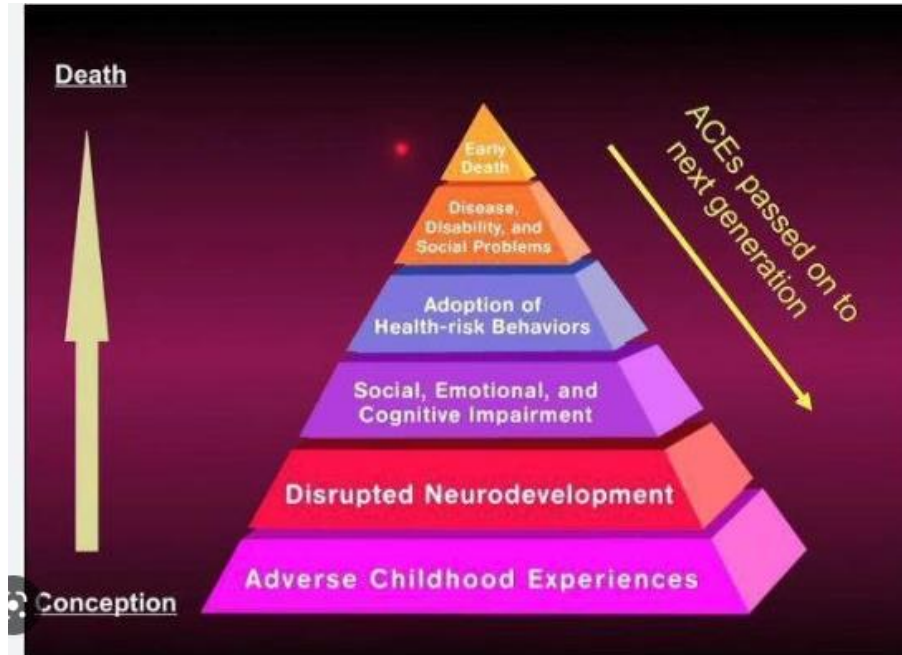 Death
ACEs passed on to
next generation
Early
Death
Disease,
Disability, and
Social Problems
Adoption of
Health-risk Behaviors
Social, Emotional, and
Cognitive Impairment
Disrupted Neurodevelopment
Adverse Childhood Experiences
Conception